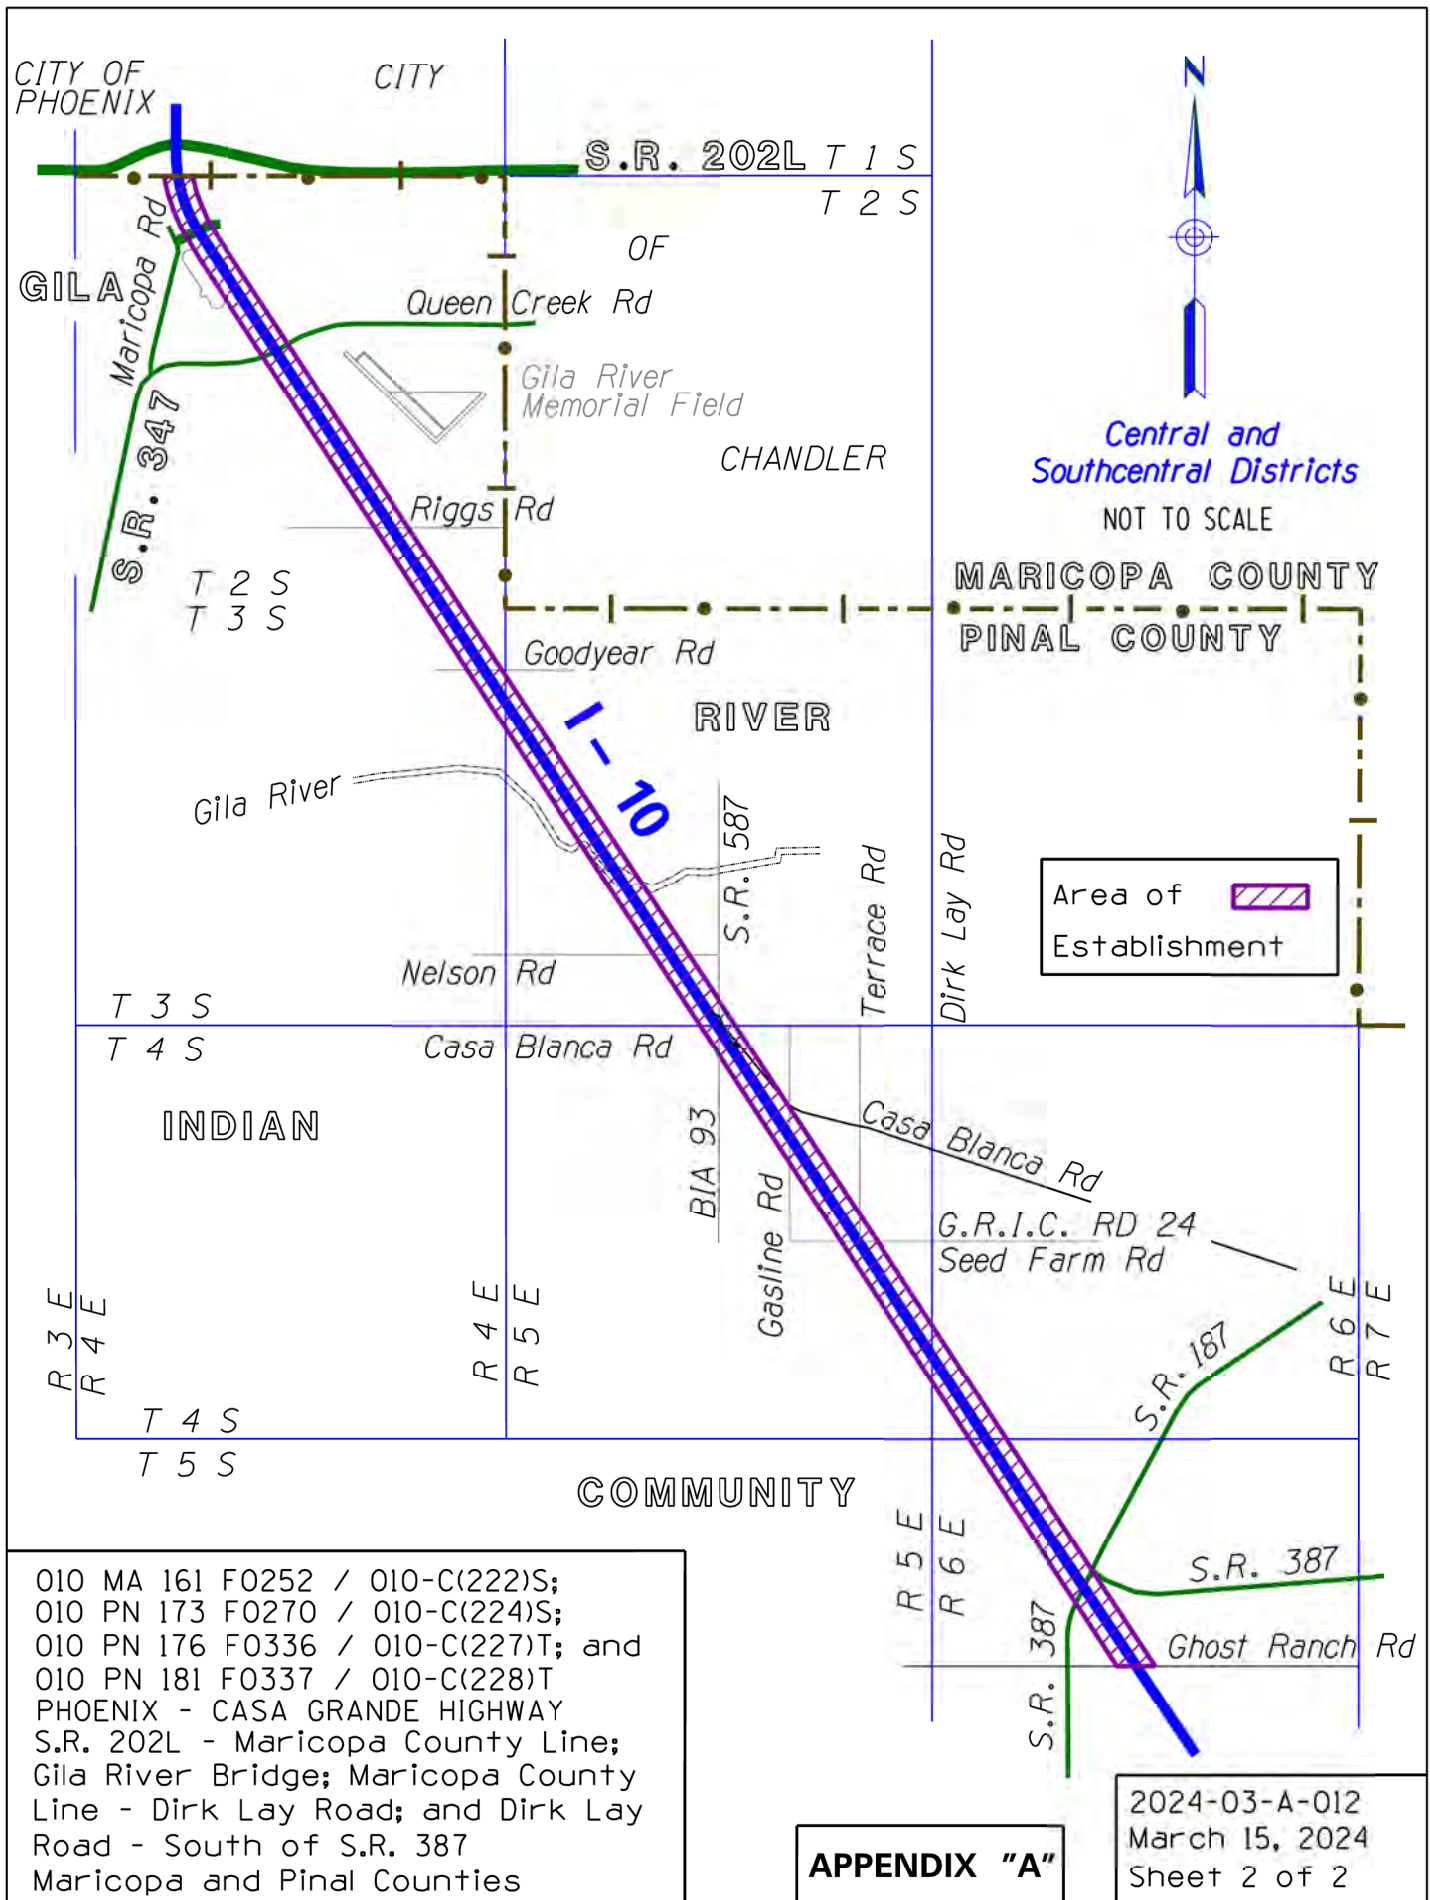 CITY OF
PHOENIX
CITY
N
S.R. 202L
T 1 S
T 2 S
Maricopa Rd
OF
GILA
Queen Creek Rd
Gila River
Memorial Field
S.R. 347
CHANDLER
Central and
Southcentral Districts
NOT TO SCALE
Riggs Rd
T 2 S
T 3 S
MARICOPA COUNTY
PINAL COUNTY
Goodyear Rd
RIVER
I-10
Gila River
S.R. 587
Terrace Rd
Dirk Lay Rd
Area of
Establishment
Nelson Rd
T 3 S
T 4 S
Casa Blanca Rd
INDIAN
BIA 93
Casa Blanca Rd
Gasline Rd
G.R.I.C. RD 24
Seed Farm Rd
R 3 E
R 4 E
R 4 E
R 5 E
R 6 E
R 7 E
S.R. 187
T 4 S
T 5 S
COMMUNITY
R 5 E
R 6 E
S.R. 387
S.R. 387
Ghost Ranch Rd
010 MA 161 F0252 / 010-C(222)S;
010 PN 173 F0270 / 010-C(224)S;
010 PN 176 F0336 / 010-C(227)T; and
010 PN 181 F0337 / 010-C(228)T
PHOENIX - CASA GRANDE HIGHWAY
S.R. 202L - Maricopa County Line;
Gila River Bridge; Maricopa County
Line - Dirk Lay Road; and Dirk Lay
Road - South of S.R. 387
Maricopa and Pinal Counties
APPENDIX "A"
2024-03-A-012
March 15, 2024
Sheet 2 of 2